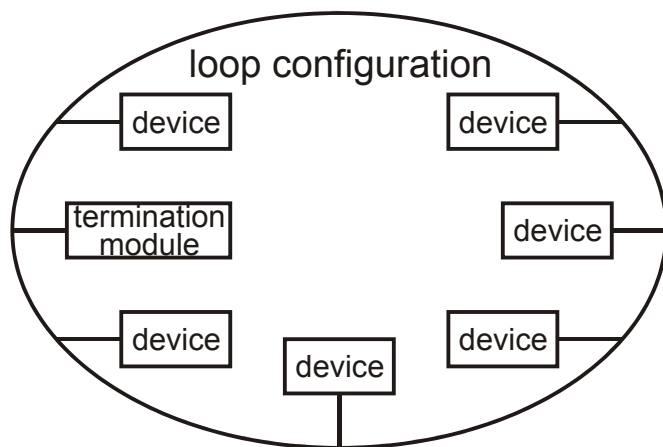 loop configuration
device
device
termination
module
device
device
device
device